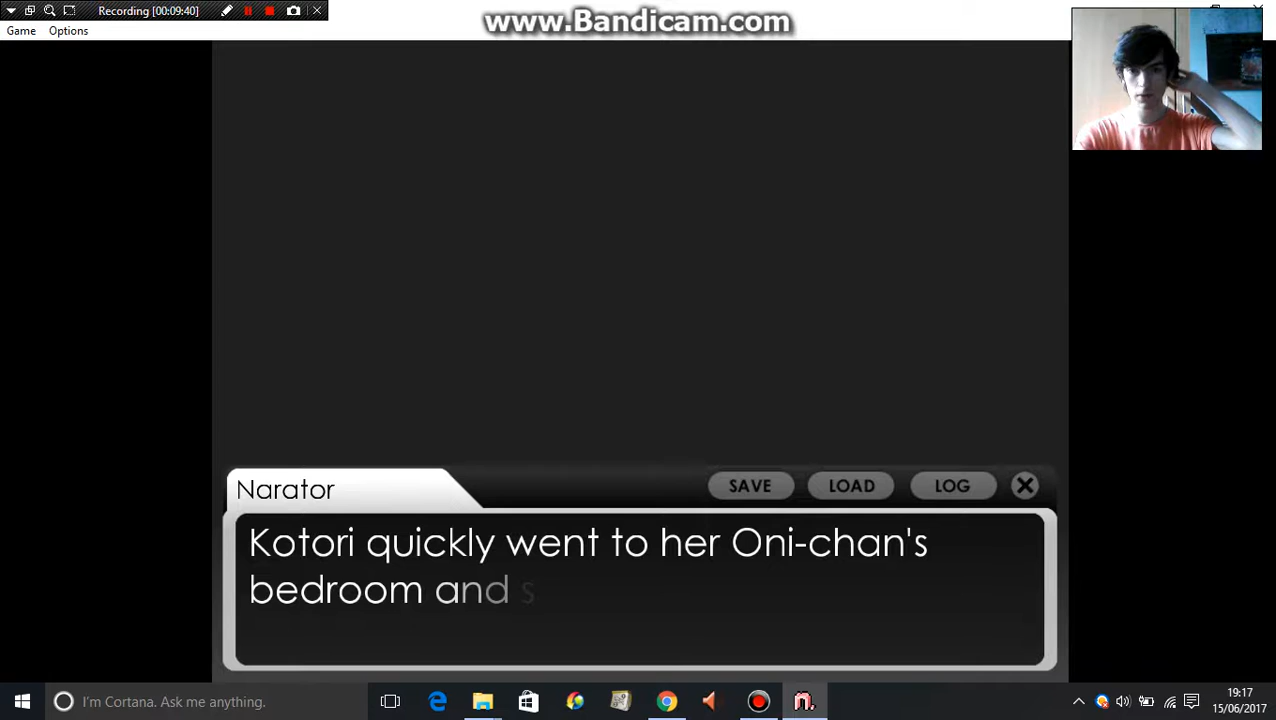 Recording [00:09:40]
www.Bandicam.com
Game Options
Narator
SAVE LOAD LOG
Kotori quickly went to her Oni-chan's
bedroom and s
I'm Cortana. Ask me anything.
19:17
15/06/2017